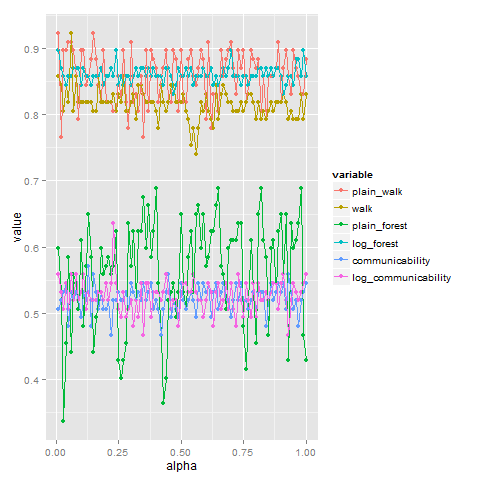 0.9
0.8
0.7
0.6
0.5
0.4
value
0.00 0.25 0.50 0.75 1.00
alpha
variable
plain_walk
walk
plain_forest
log_forest
communicability
log_communicability